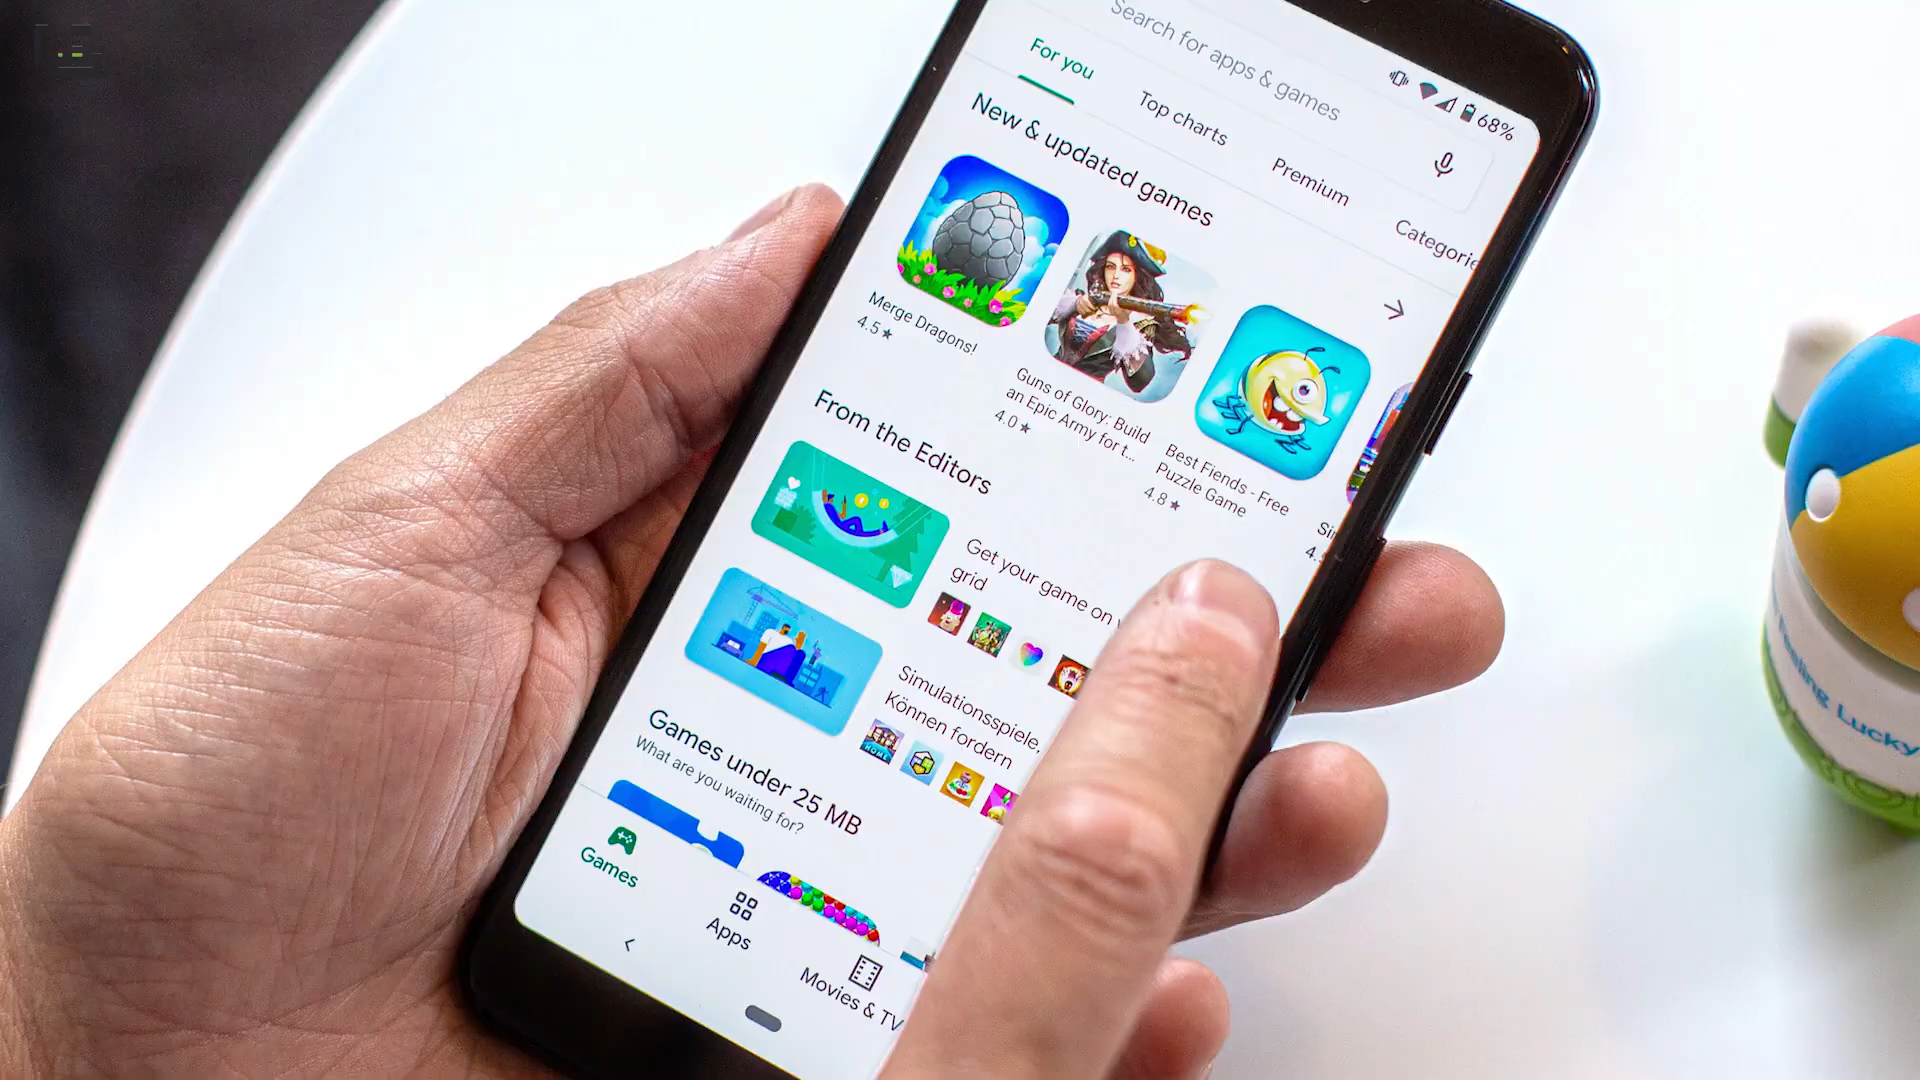 Search for apps & games
68%
For you
Top charts
Premium
Categorie
New & updated games
Merge Dragons!
4.5★
Guns of Glory: Build
an Epic Army for t...
4.0★
Best Fiends - Free
Puzzle Game
4.8★
From the Editors
Get your game on
grid
Simulationsspiele,
Können fordern
HOME
Games under 25 MB
What are you waiting for?
Games
Apps
Movies & TV
Feeling Lucky